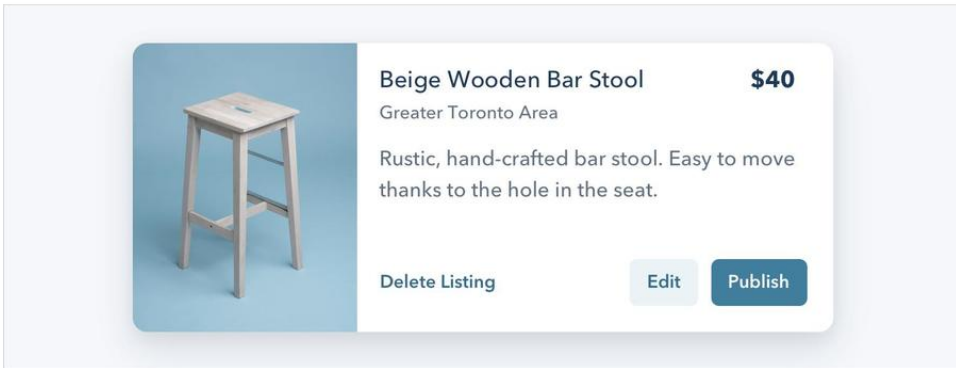 Beige Wooden Bar Stool
$40
Greater Toronto Area
Rustic, hand-crafted bar stool. Easy to move
thanks to the hole in the seat.
Delete Listing
Edit
Publish